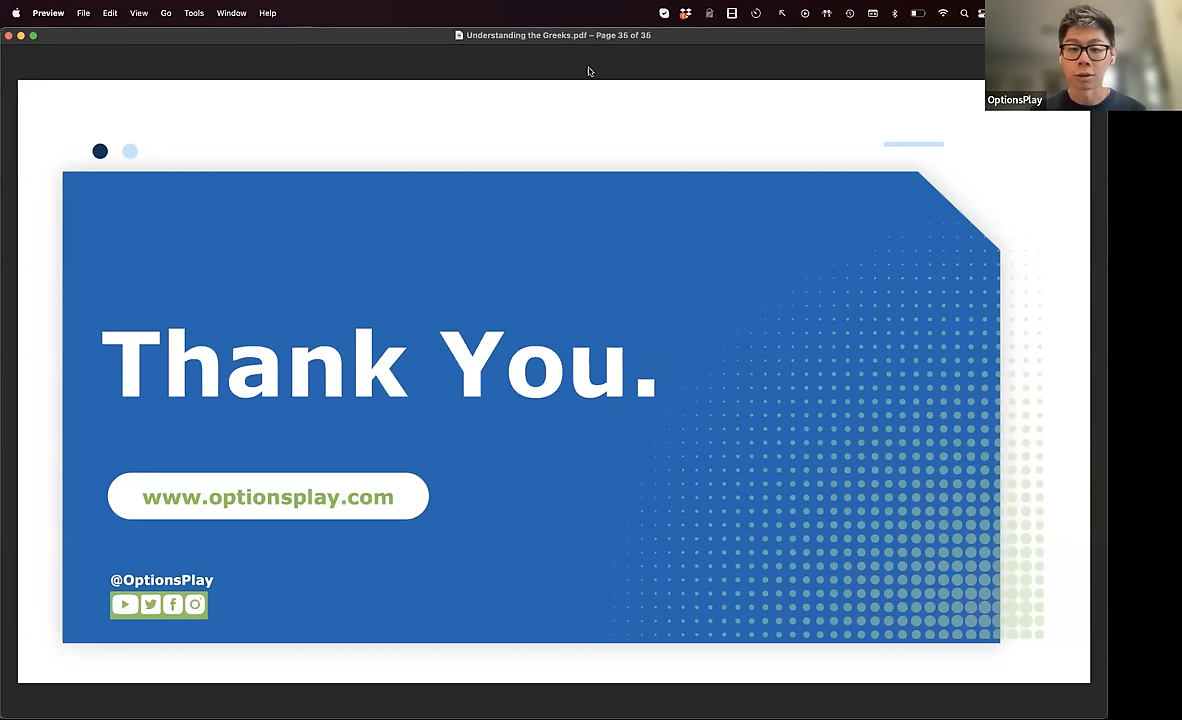 Preview File Edit View Go Tools Window Help
Understanding the Greeks.pdf – Page 35 of 35
OptionsPlay
Thank You.
www.optionsplay.com
@OptionsPlay